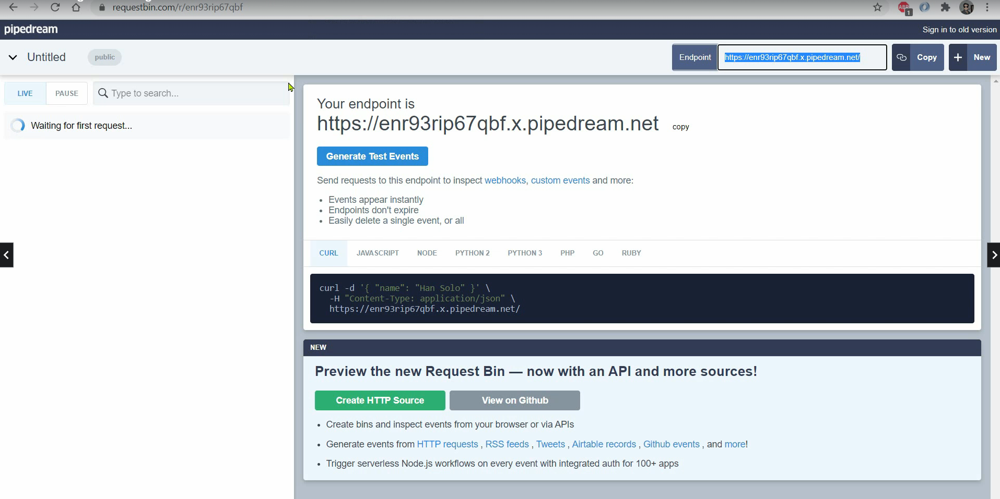 requestbin.com/r/enr93rip67qbf
ABP
1
pipedream
Sign in to old version
Untitled
public
Endpoint
https://enr93rip67qbf.x.pipedream.net/
Copy
New
LIVE
PAUSE
Type to search...
Waiting for first request...
Your endpoint is
https://enr93rip67qbf.x.pipedream.net
copy
Generate Test Events
Send requests to this endpoint to inspect webhooks, custom events and more:
• Events appear instantly
• Endpoints don't expire
• Easily delete a single event, or all
CURL
JAVASCRIPT
NODE
PYTHON 2
PYTHON 3
PHP
GO
RUBY
curl -d '{ "name": "Han Solo" }' \
-H "Content-Type: application/json" \
https://enr93rip67qbf.x.pipedream.net/
NEW
Preview the new Request Bin — now with an API and more sources!
Create HTTP Source
View on Github
• Create bins and inspect events from your browser or via APIs
• Generate events from HTTP requests , RSS feeds , Tweets , Airtable records , Github events , and more!
• Trigger serverless Node.js workflows on every event with integrated auth for 100+ apps